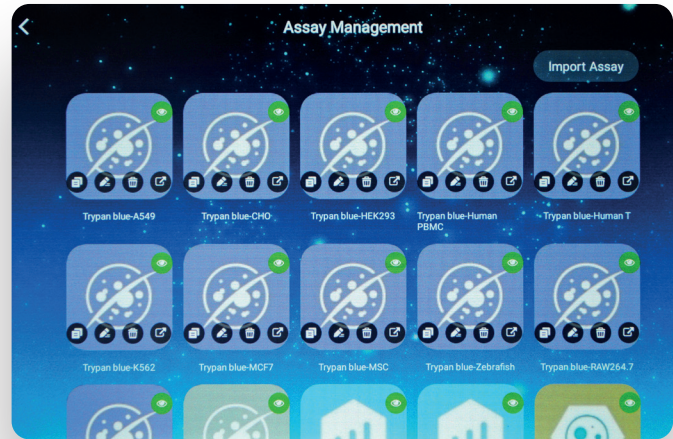 Assay Management
Import Assay
Trypan blue-A549
Trypan blue-CHO
Trypan blue-HEK293
Trypan blue-Human
PBMC
Trypan blue-Human T
Trypan blue-K562
Trypan blue-MCF7
Trypan blue-MSC
Trypan blue-Zebrafish
Trypan blue-RAW264.7